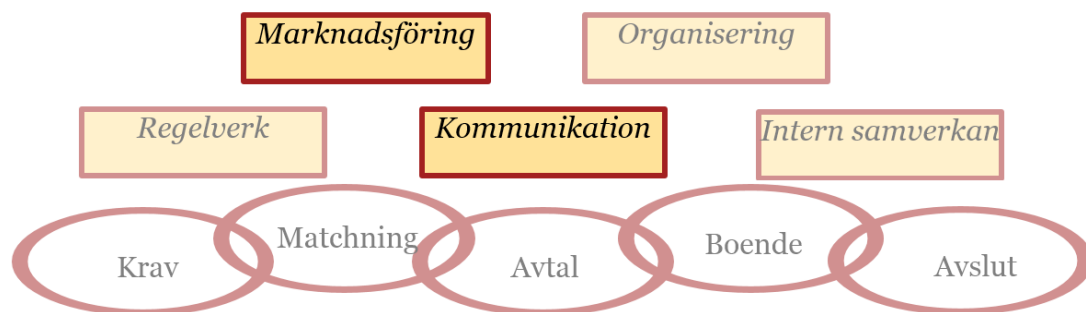 Marknadsföring
Organisering
Regelverk
Kommunikation
Intern samverkan
Krav
Matchning
Avtal
Boende
Avslut